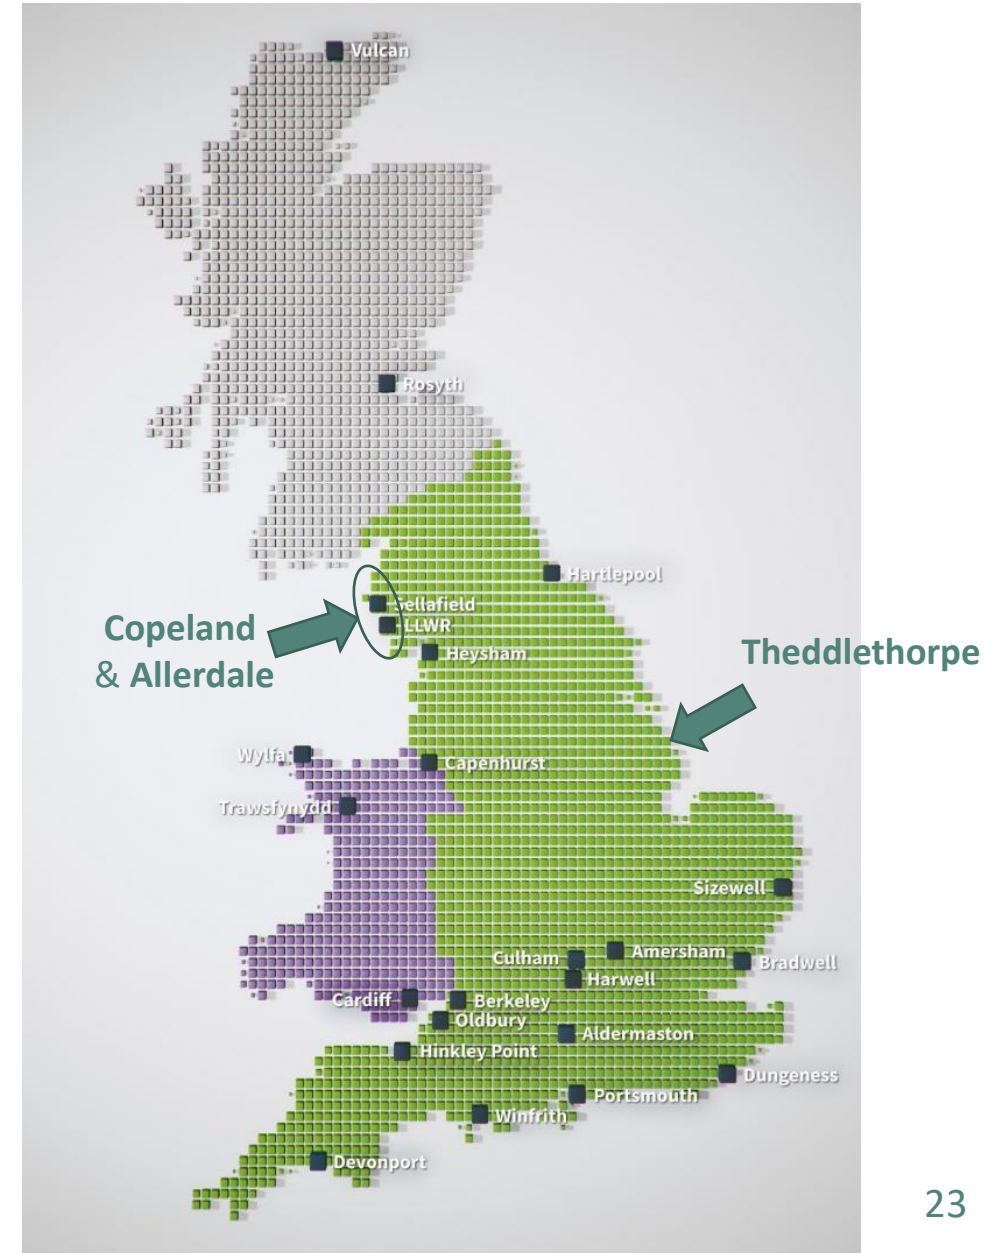 Vulcan
Rosyth
Hartlepool
Sellafield
LLWR
Copeland
& Allerdale
Heysham
Theddlethorpe
Wylfa
Capenhurst
Trawsfynydd
Sizewell
Culham
Amersham
Bradwell
Harwell
Cardiff
Berkeley
Oldbury
Aldermaston
Hinkley Point
Dungeness
Portsmouth
Winfrith
Devonport
23